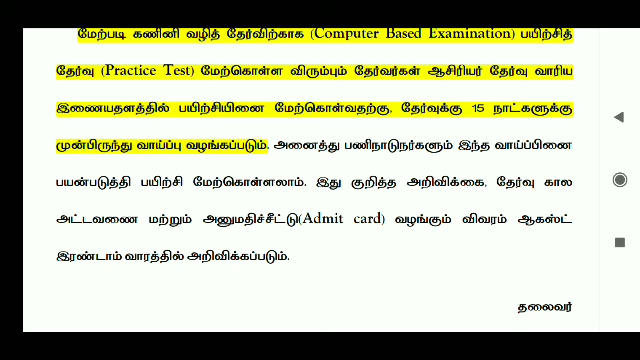 மேற்படி கணினி வழித் தேர்விற்காக (Computer Based Examination) பயிற்சித்
தேர்வு (Practice Test) மேற்கொள்ள விரும்பும் தேர்வர்கள் ஆசிரியர் தேர்வு வாரிய
இணையதளத்தில் பயிற்சியினை மேற்கொள்வதற்கு, தேர்வுக்கு 15 நாட்களுக்கு
முன்பிருந்து வாய்ப்பு வழங்கப்படும். அனைத்து பணிநாடுநர்களும் இந்த வாய்ப்பினை
பயன்படுத்தி பயிற்சி மேற்கொள்ளலாம். இது குறித்த அறிவிக்கை, தேர்வு கால
அட்டவணை மற்றும் அனுமதிச்சீட்டு(Admit card) வழங்கும் விவரம் ஆகஸ்ட்
இரண்டாம் வாரத்தில் அறிவிக்கப்படும்.
தலைவர்